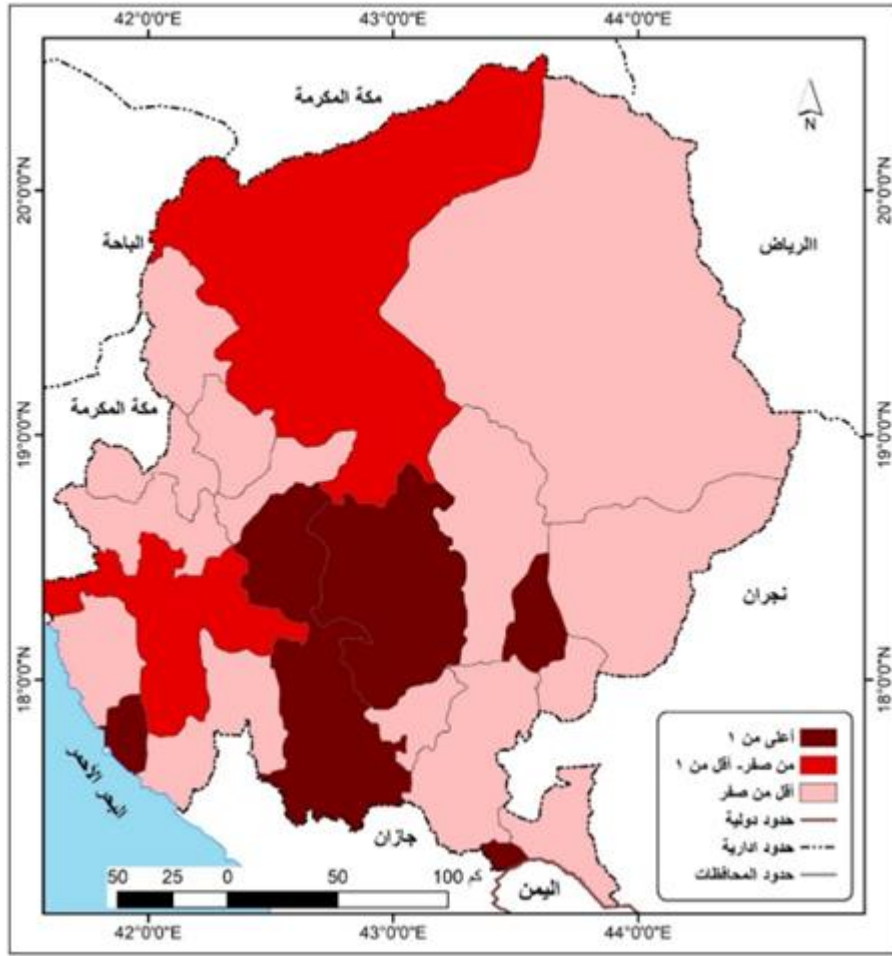 42°0'0"E 43°0'0"E 44°0'0"E
مكة المكرمة
N
20°0'0"N 20°0'0"N
الباحة
االرياض
مكة المكرمة
19°0'0"N 19°0'0"N
نجران
18°0'0"N 18°0'0"N
البحر الأحمر
أعلى من ١
من صفر- أقل من ١
أقل من صفر
حدود دولية
حدود ادارية
حدود المحافظات
جازان
اليمن
50 25 0 50 100 كم
42°0'0"E 43°0'0"E 44°0'0"E